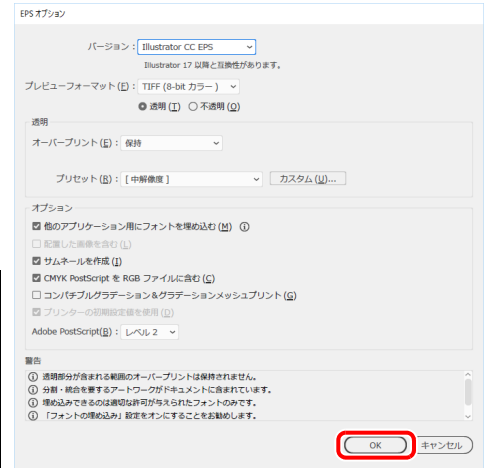 EPS オプション
バージョン： Illustrator CC EPS
Illustrator 17 以降と互換性があります。
プレビューフォーマット (F)： TIFF (8-bit カラー )
透明 (T) 不透明 (O)
透明
オーバープリント (E)： 保持
プリセット (R)： [ 中解像度 ] カスタム (U)...
オプション
他のアプリケーション用にフォントを埋め込む (M)
配置した画像を含む (L)
サムネールを作成 (I)
CMYK PostScript を RGB ファイルに含む (C)
コンパチブルグラデーション＆グラデーションメッシュプリント (G)
プリンターの初期設定値を使用 (D)
Adobe PostScript(B)： レベル 2
警告
透明部分が含まれる範囲のオーバープリントは保持されません。
分割・統合を要するアートワークがドキュメントに含まれています。
埋め込みできるのは適切な許可が与えられたフォントのみです。
「フォントの埋め込み」設定をオンにすることをお勧めします。
OK キャンセル